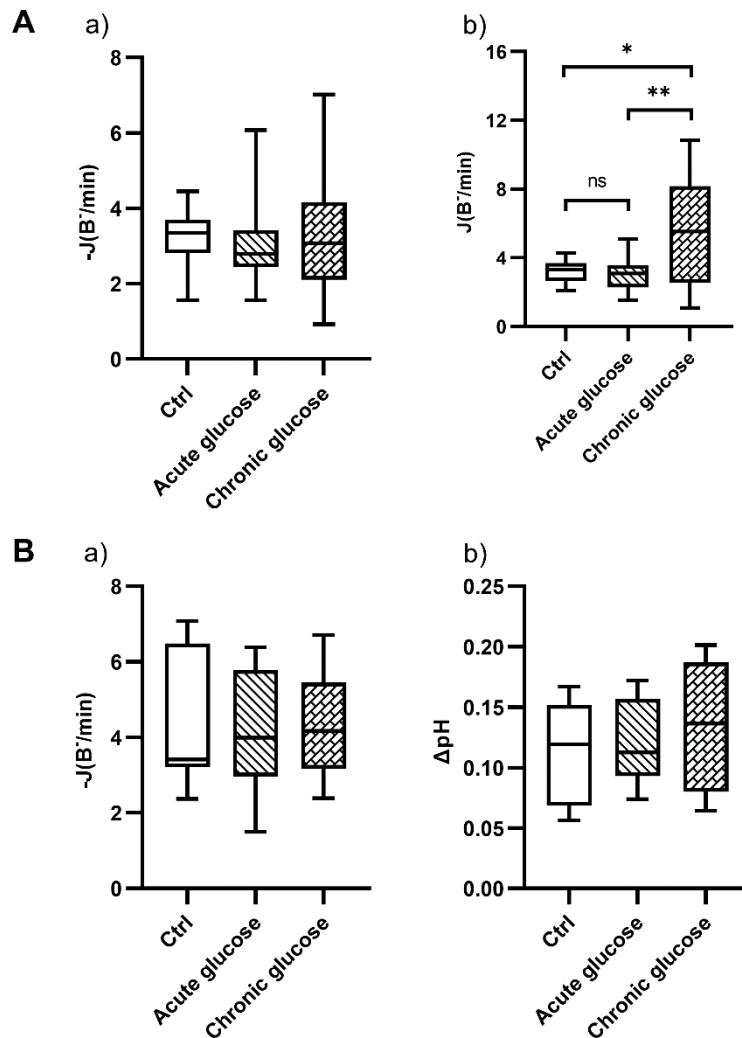 A
a)
8
6
4
2
0
-J(B⁻/min)
Ctrl
Acute glucose
Chronic glucose
b)
16
12
8
4
0
J(B⁻/min)
*
**
ns
Ctrl
Acute glucose
Chronic glucose
B
a)
8
6
4
2
0
-J(B⁻/min)
Ctrl
Acute glucose
Chronic glucose
b)
0.25
0.20
0.15
0.10
0.05
0.00
ΔpH
Ctrl
Acute glucose
Chronic glucose